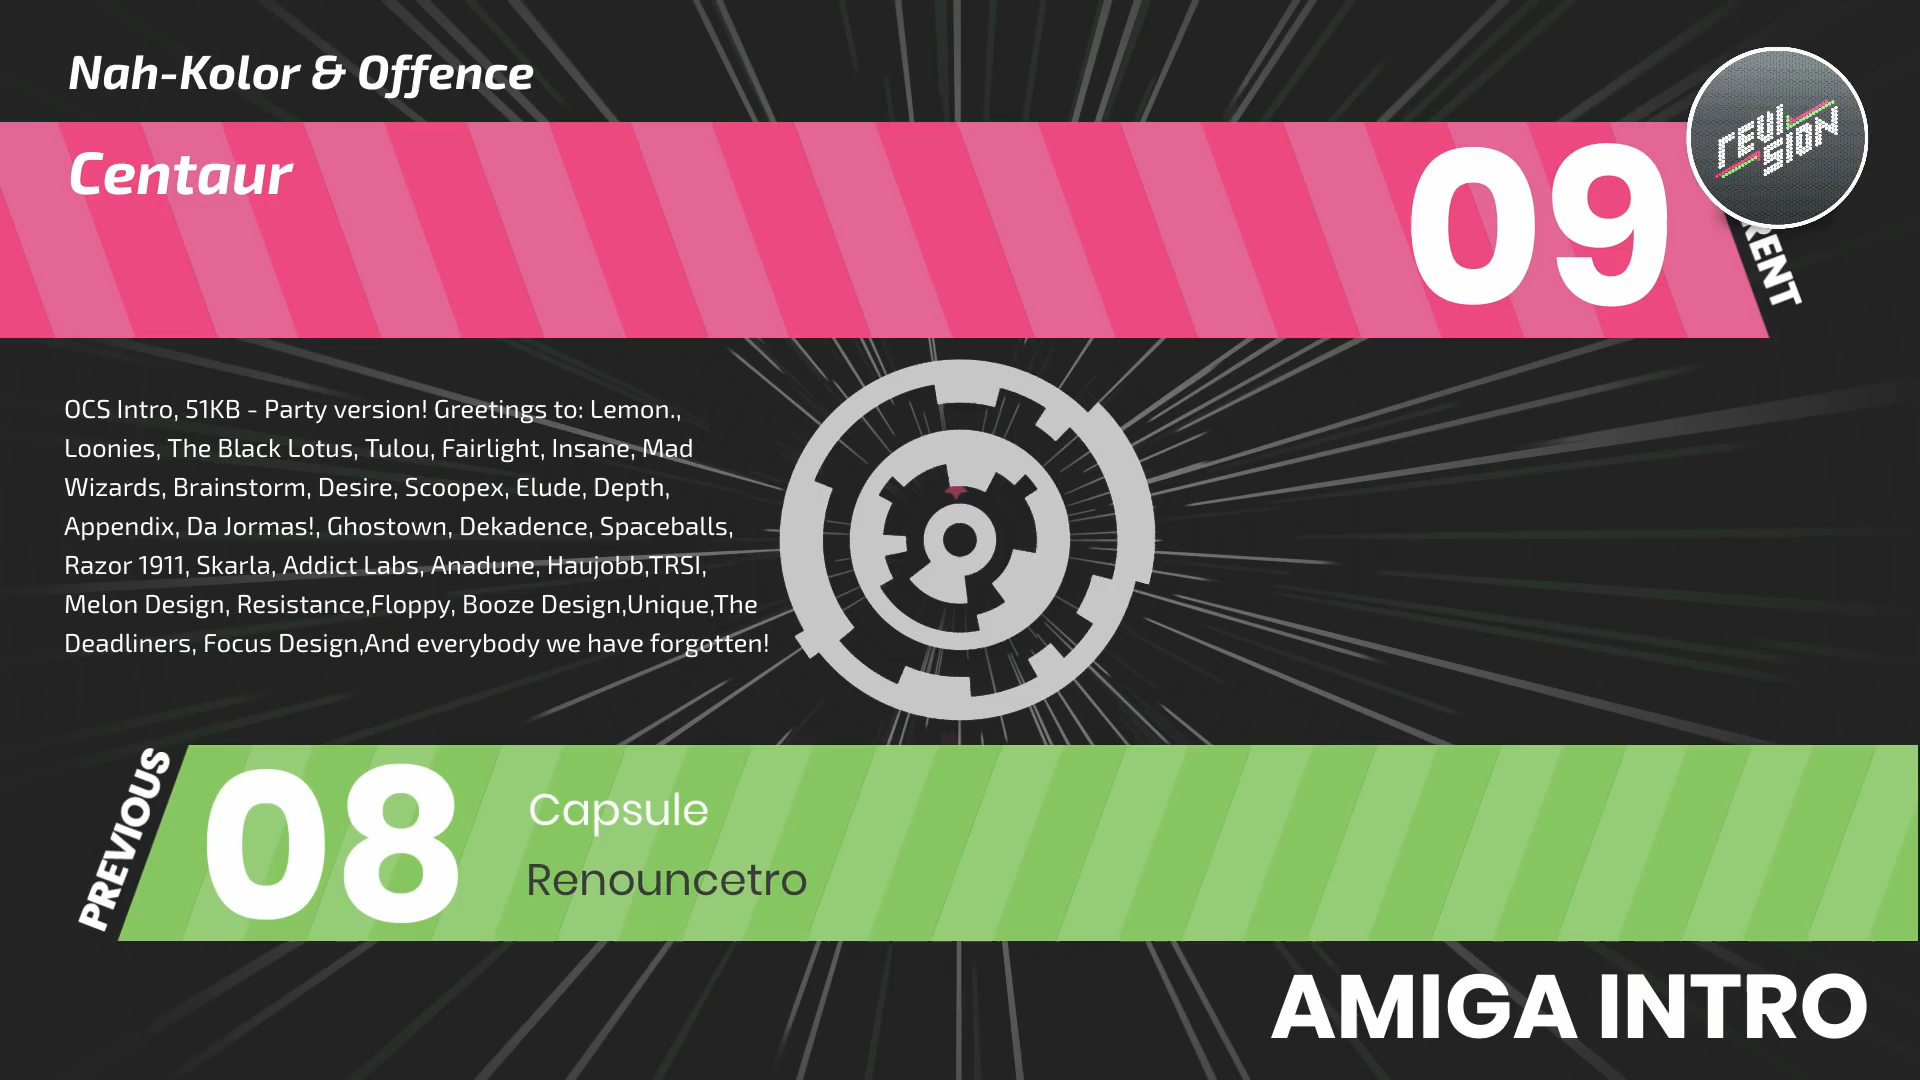 Nah-Kolor & Offence
Centaur
09
REVISION
RENT
OCS Intro, 51KB - Party version! Greetings to: Lemon.,
Loonies, The Black Lotus, Tulou, Fairlight, Insane, Mad
Wizards, Brainstorm, Desire, Scoopex, Elude, Depth,
Appendix, Da Jormas!, Ghostown, Dekadence, Spaceballs,
Razor 1911, Skarla, Addict Labs, Anadune, Haujobb,TRSI,
Melon Design, Resistance,Floppy, Booze Design,Unique,The
Deadliners, Focus Design,And everybody we have forgotten!
PREVIOUS
08
Capsule
Renouncetro
AMIGA INTRO